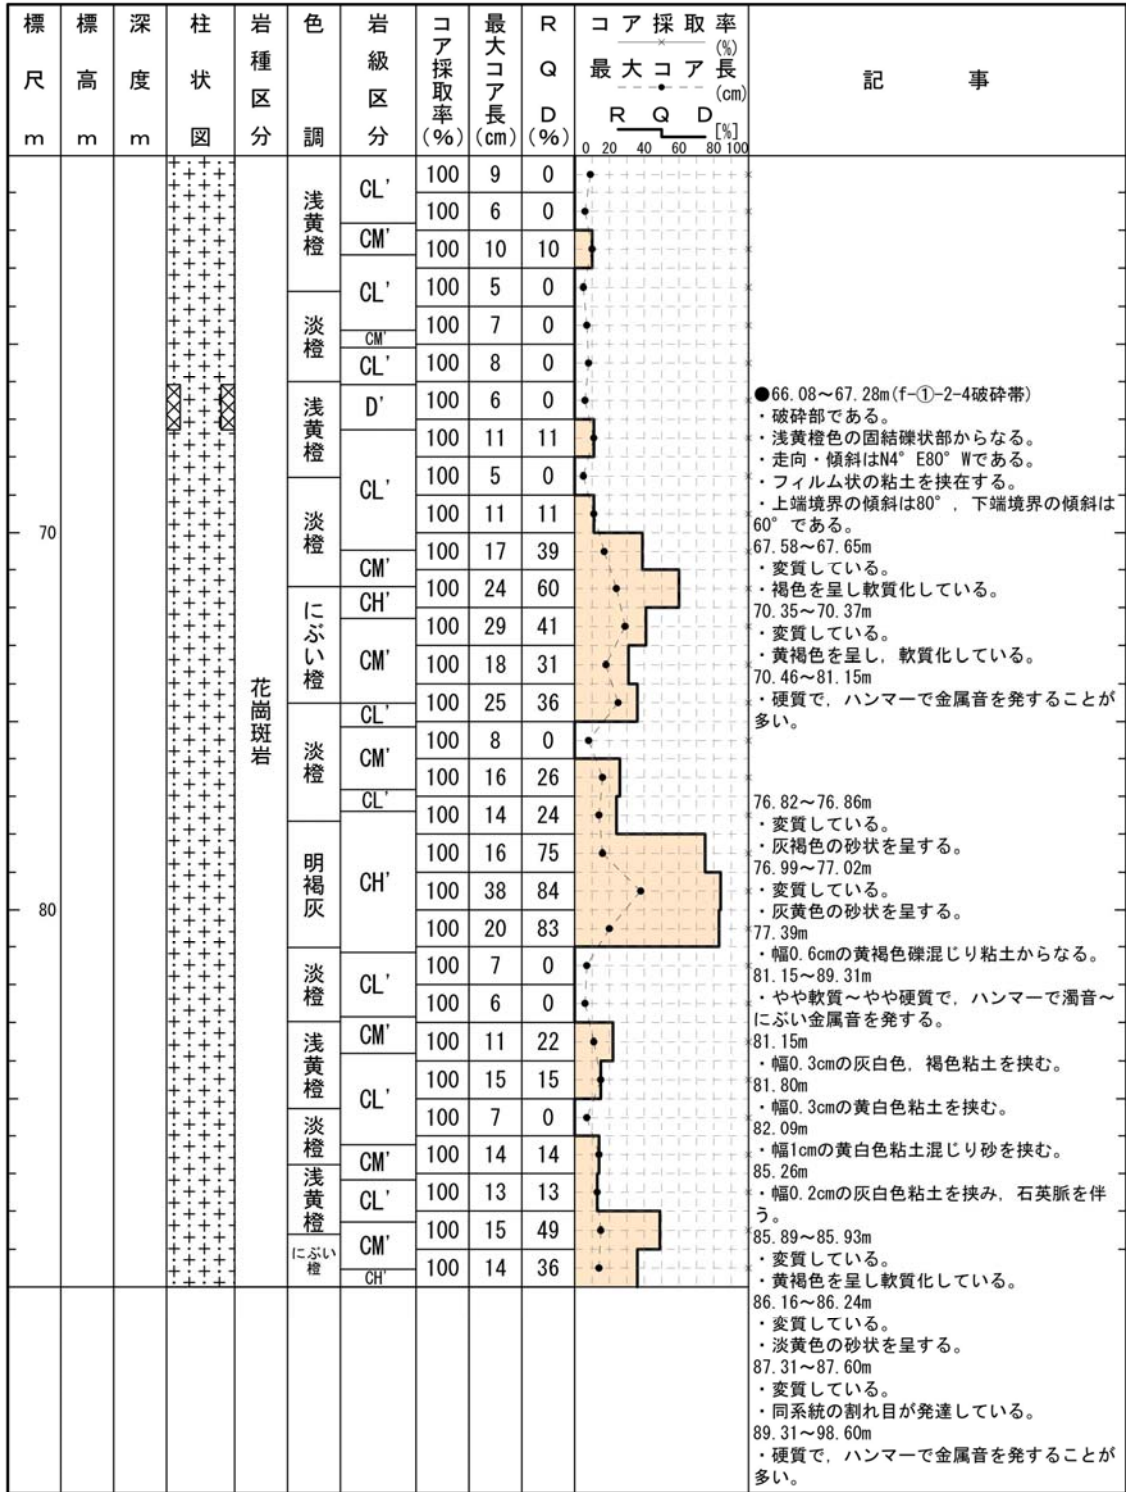 標尺m
標高m
深度m
柱状図
岩種区分
色調
岩級区分
コア採取率(%)
最大コア長(cm)
RQD(%)
コア採取率
(%)
最大コア長
(cm)
RQD
[%]
0 20 40 60 80 100
記事
70
80
花崗斑岩
浅黄橙
淡橙
浅黄橙
淡橙
にぶい橙
淡橙
明褐灰
淡橙
浅黄橙
淡橙
浅黄橙
にぶい橙
CL'
CM'
CL'
CM'
CL'
D'
CL'
CM'
CH'
CM'
CL'
CM'
CL'
CH'
CL'
CM'
CL'
CM'
CL'
CM'
CH'
100 9 0
100 6 0
100 10 10
100 5 0
100 7 0
100 8 0
100 6 0
100 11 11
100 5 0
100 11 11
100 17 39
100 24 60
100 29 41
100 18 31
100 25 36
100 8 0
100 16 26
100 14 24
100 16 75
100 38 84
100 20 83
100 7 0
100 6 0
100 11 22
100 15 15
100 7 0
100 14 14
100 13 13
100 15 49
100 14 36
●66.08～67.28m(f-①-2-4破砕帯)
・破砕部である。
・浅黄橙色の固結礫状部からなる。
・走向・傾斜はN4°E80°Wである。
・フィルム状の粘土を挟在する。
・上端境界の傾斜は80°，下端境界の傾斜は
60°である。
67.58～67.65m
・変質している。
・褐色を呈し軟質化している。
70.35～70.37m
・変質している。
・黄褐色を呈し，軟質化している。
70.46～81.15m
・硬質で，ハンマーで金属音を発することが
多い。
76.82～76.86m
・変質している。
・灰褐色の砂状を呈する。
76.99～77.02m
・変質している。
・灰黄色の砂状を呈する。
77.39m
・幅0.6cmの黄褐色礫混じり粘土からなる。
81.15～89.31m
・やや軟質～やや硬質で，ハンマーで濁音～
にぶい金属音を発する。
81.15m
・幅0.3cmの灰白色，褐色粘土を挟む。
81.80m
・幅0.3cmの黄白色粘土を挟む。
82.09m
・幅1cmの黄白色粘土混じり砂を挟む。
85.26m
・幅0.2cmの灰白色粘土を挟み，石英脈を伴
う。
85.89～85.93m
・変質している。
・黄褐色を呈し軟質化している。
86.16～86.24m
・変質している。
・淡黄色の砂状を呈する。
87.31～87.60m
・変質している。
・同系統の割れ目が発達している。
89.31～98.60m
・硬質で，ハンマーで金属音を発することが
多い。